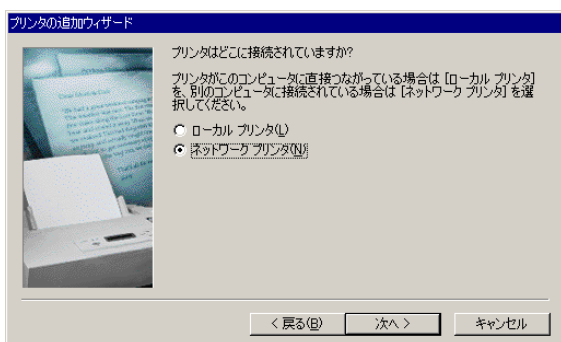 プリンタの追加ウィザード
プリンタはどこに接続されていますか?
プリンタがこのコンピュータに直接つながっている場合は [ローカル プリンタ]
を、別のコンピュータに接続されている場合は [ネットワーク プリンタ] を選
択してください。
ローカル プリンタ(L)
ネットワーク プリンタ(N)
< 戻る(B)
次へ >
キャンセル